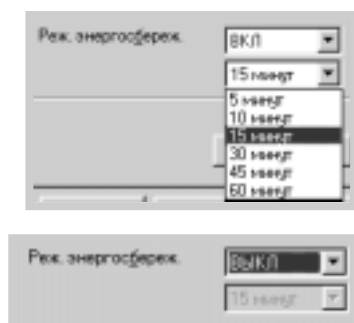 Реж. энергосбереж.
ВКЛ
15 минут
5 минут
10 минут
15 минут
30 минут
45 минут
60 минут
Реж. энергосбереж.
ВЫКЛ
15 минут